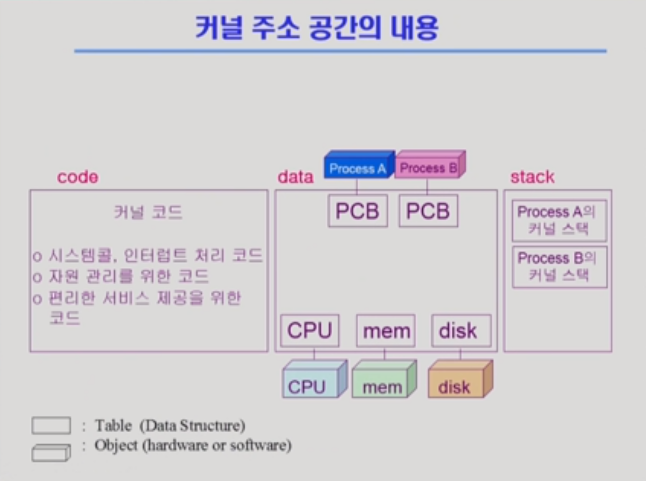 커널 주소 공간의 내용
code
커널 코드
o 시스템콜, 인터럽트 처리 코드
o 자원 관리를 위한 코드
o 편리한 서비스 제공을 위한
코드
data
Process A
Process B
PCB
PCB
CPU
mem
disk
CPU
mem
disk
stack
Process A의
커널 스택
Process B의
커널 스택
: Table (Data Structure)
: Object (hardware or software)